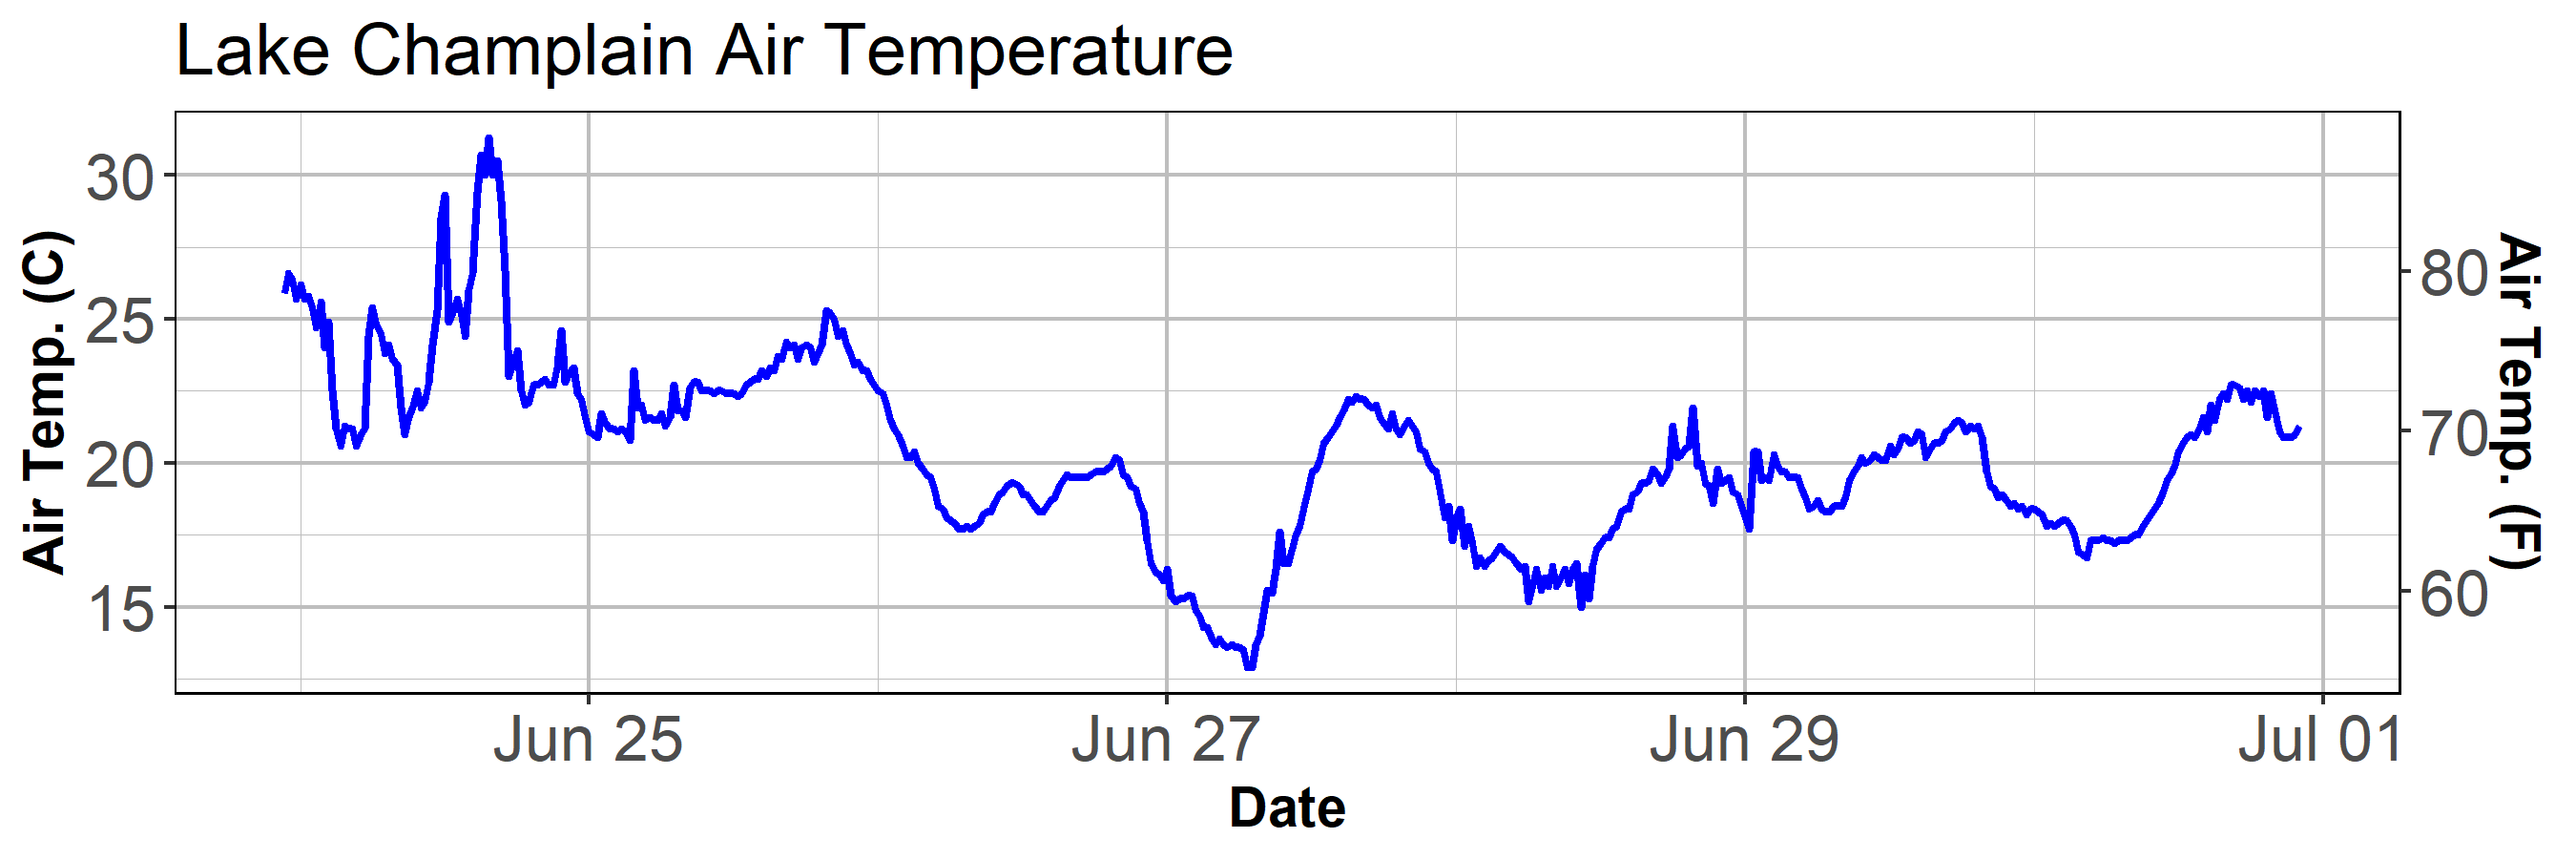 Lake Champlain Air Temperature
Air Temp. (C)
30
25
20
15
Air Temp. (F)
80
70
60
Jun 25
Jun 27
Jun 29
Jul 01
Date